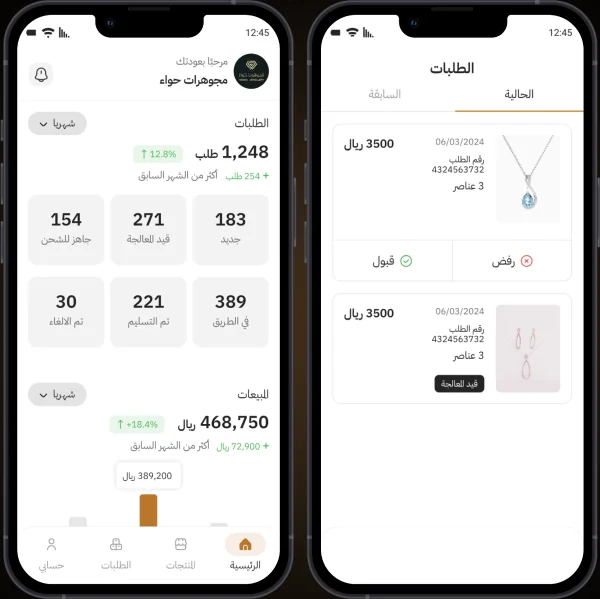 12:45
مرحبًا بعودتك
مجوهرات حواء
الطلبات
شهريا
1,248 طلب
12.8% ↑
+ 254 طلب أكثر من الشهر السابق
183
جديد
271
قيد المعالجة
154
جاهز للشحن
389
في الطريق
221
تم التسليم
30
تم الالغاء
المبيعات
شهريا
468,750 ريال
+18.4% ↑
+ 72,900 ريال أكثر من الشهر السابق
389,200 ريال
الرئيسية
المنتجات
الطلبات
حسابي
12:45
الطلبات
الحالية
السابقة
06/03/2024
3500 ريال
رقم الطلب
4324563732
3 عناصر
رفض
قبول
06/03/2024
3500 ريال
رقم الطلب
4324563732
3 عناصر
قيد المعالجة